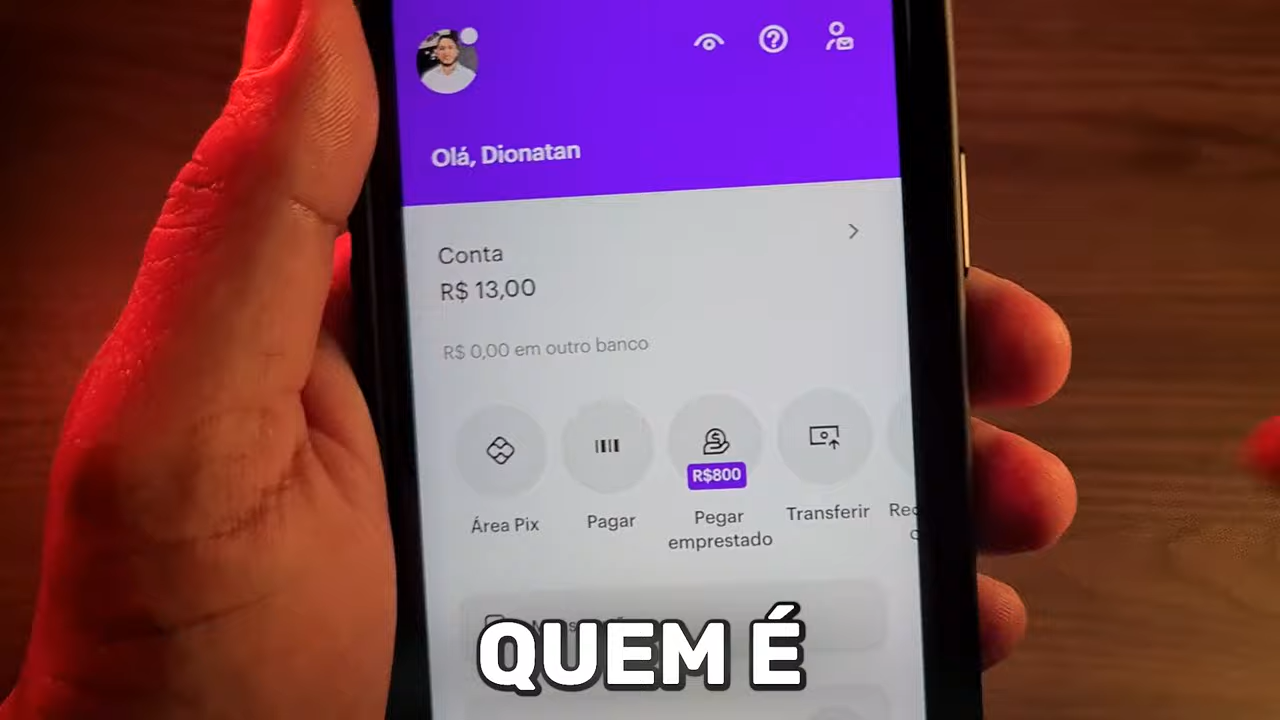 Olá, Dionatan
Conta
R$ 13,00
R$ 0,00 em outro banco
R$800
Área Pix
Pagar
Pegar
emprestado
Transferir
QUEM É